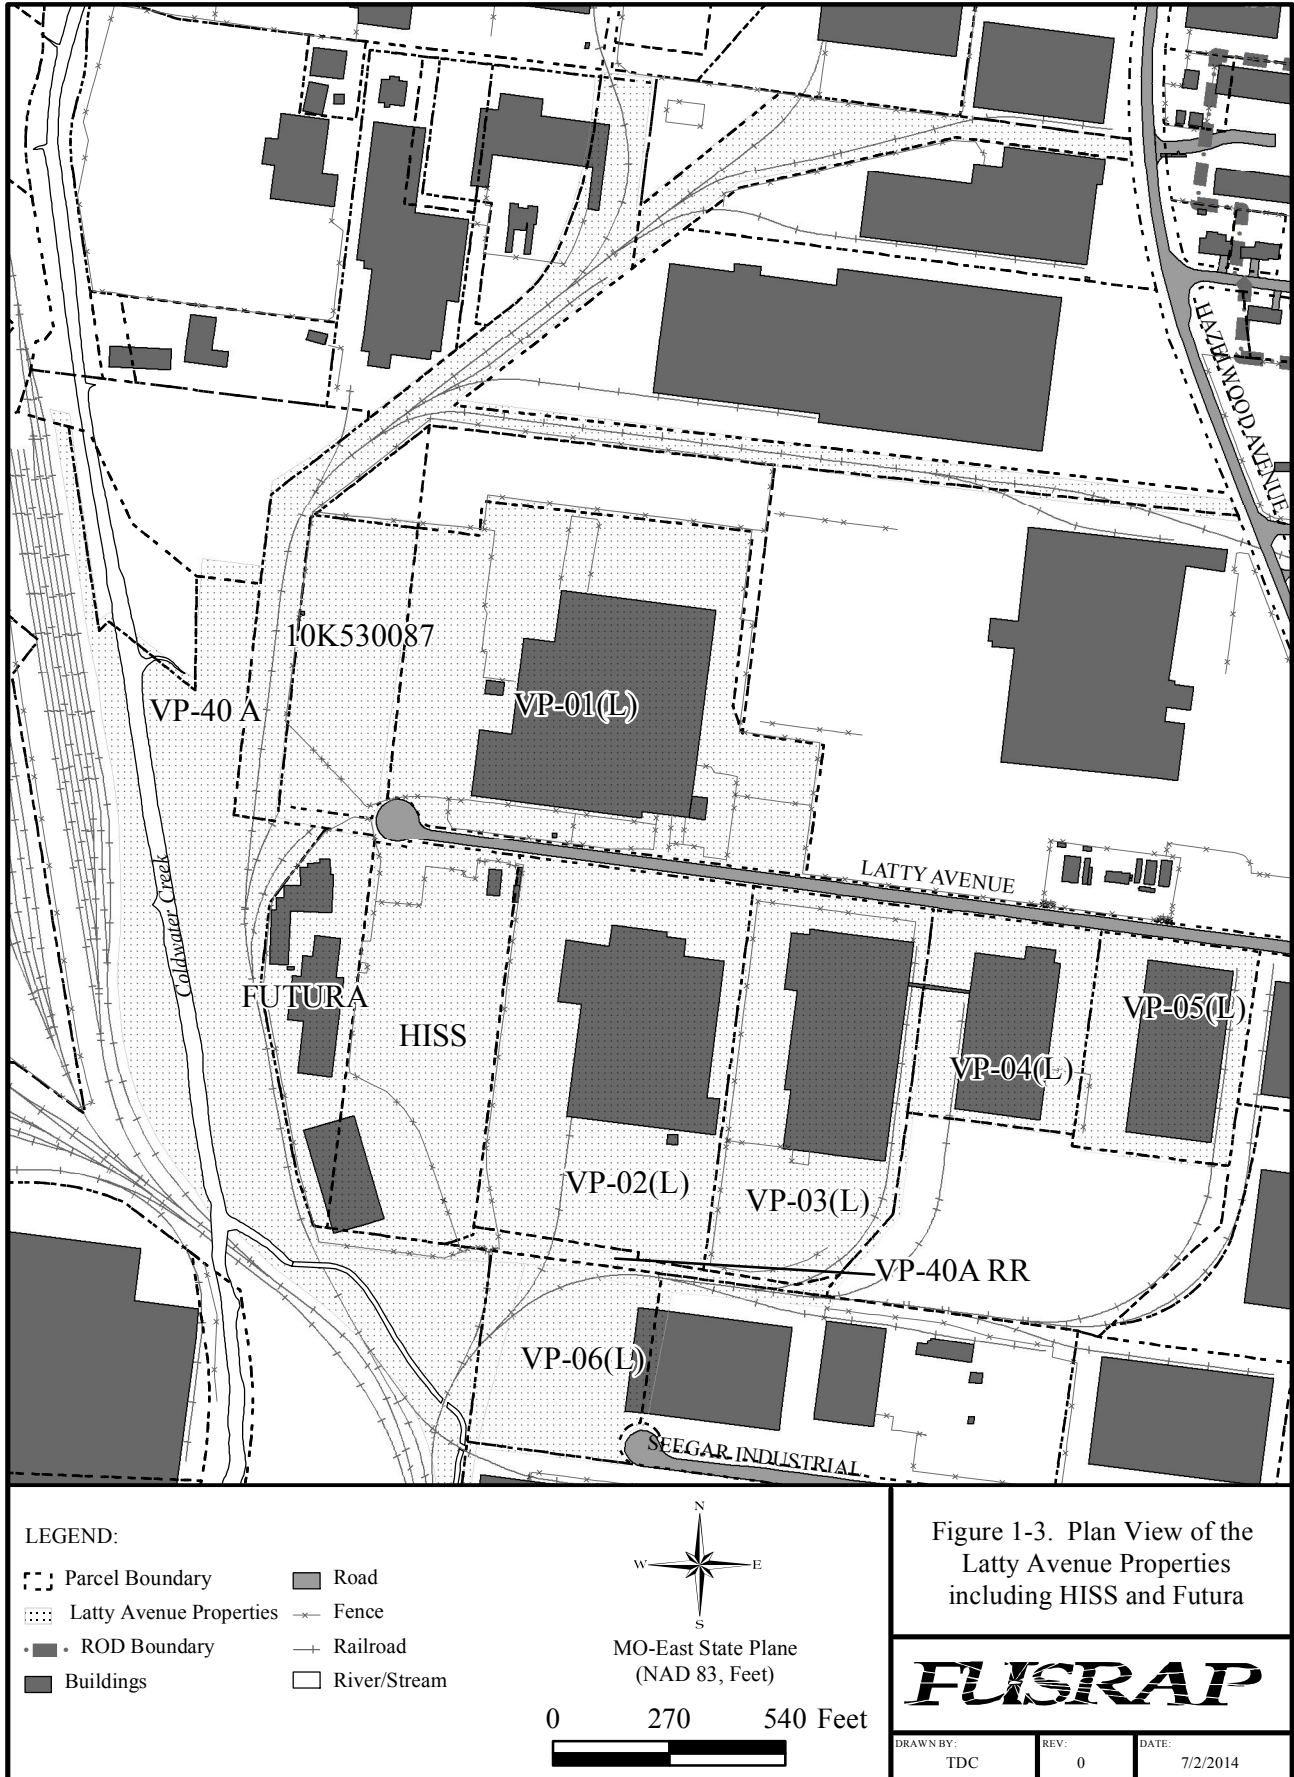 HAZELWOOD AVENUE
10K530087
VP-40 A
VP-01(L)
LATTY AVENUE
Coldwater Creek
FUTURA
HISS
VP-05(L)
VP-04(L)
VP-02(L)
VP-03(L)
VP-40A RR
VP-06(L)
SEEGAR INDUSTRIAL
LEGEND:
Parcel Boundary
Latty Avenue Properties
ROD Boundary
Buildings
Road
Fence
Railroad
River/Stream
N
W E
S
MO-East State Plane
(NAD 83, Feet)
0 270 540 Feet
Figure 1-3. Plan View of the
Latty Avenue Properties
including HISS and Futura
FUSRAP
DRAWN BY:
TDC
REV:
0
DATE:
7/2/2014